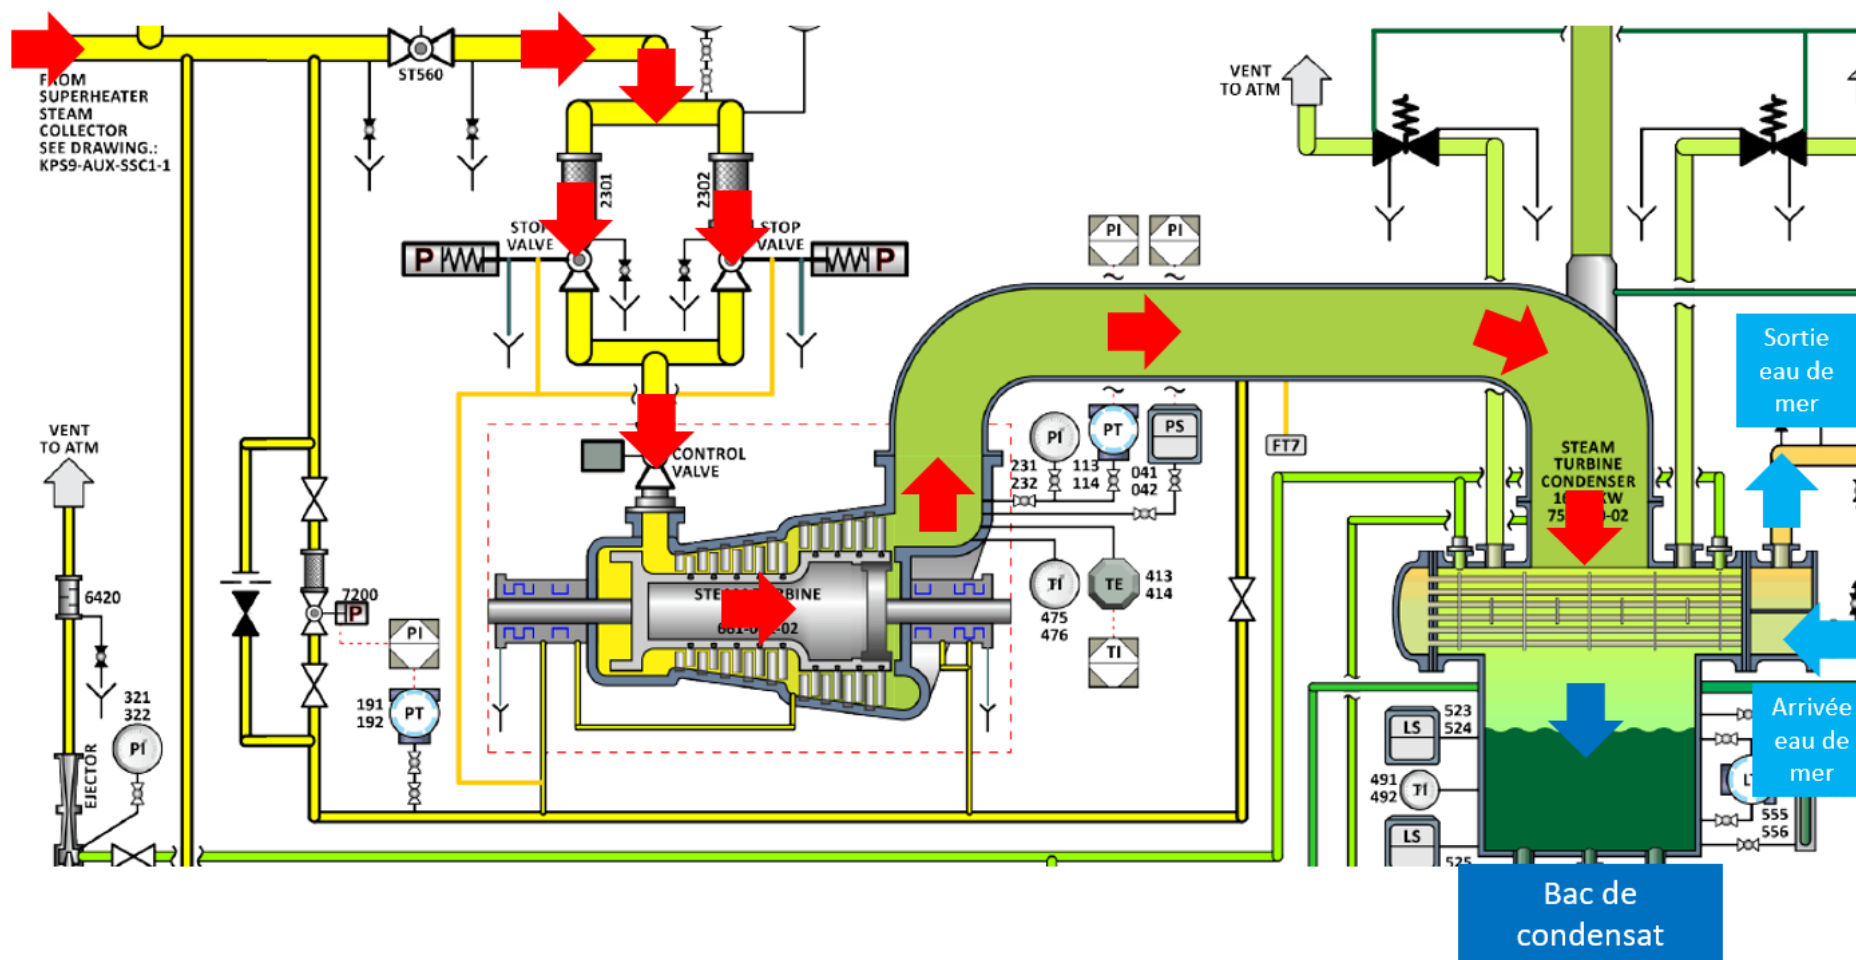 FROM
SUPERHEATER
STEAM
COLLECTOR
SEE DRAWING.:
KPS9-AUX-SSC1-1
ST560
2301
2302
STOP
VALVE
STOP
VALVE
P
P
CONTROL
VALVE
VENT
TO ATM
VENT
TO ATM
PI
PI
Sortie
eau de
mer
STEAM
TURBINE
CONDENSER
FT7
PI
PT
PS
231
232
113
114
041
042
TI
TE
413
414
475
476
TI
6420
7200
P
PI
191
192
PT
321
322
PI
EJECTOR
TURBINE
LS
523
524
491
492
TI
LS
525
Arrivée
eau de
mer
555
556
Bac de
condensat